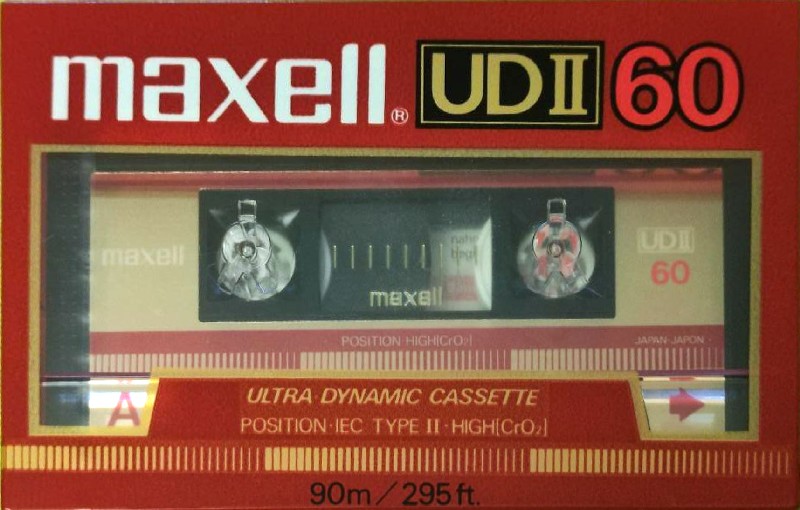 maxell® UDII 60
maxell
UDII
60
maxell
POSITION·HIGH[CrO₂]
JAPAN·JAPON
A
ULTRA DYNAMIC CASSETTE
POSITION·IEC TYPE II·HIGH[CrO₂]
90m／295ft.